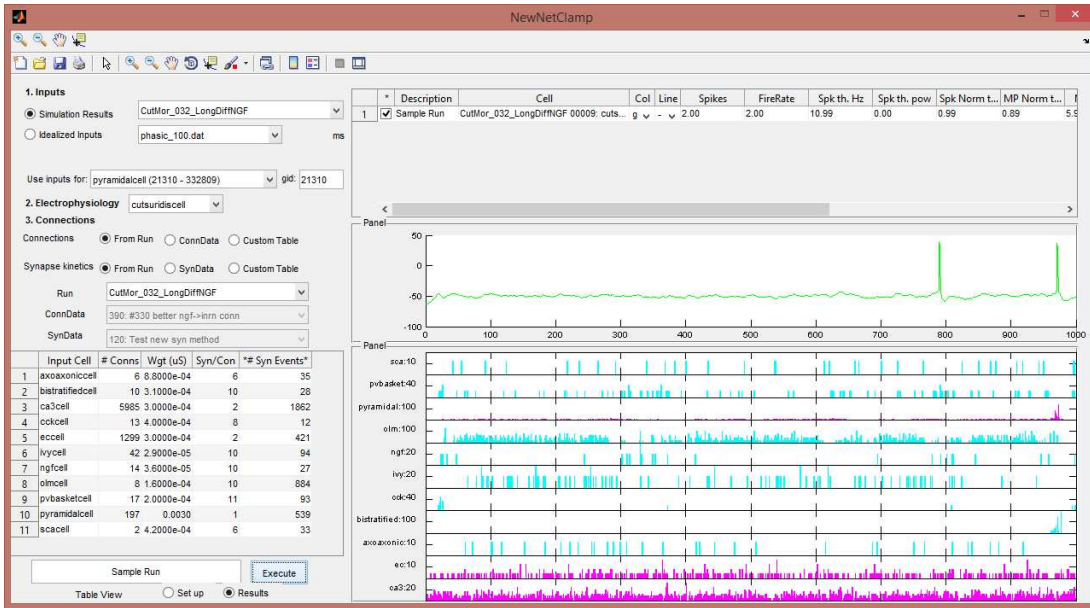 NewNetClamp
1. Inputs
Simulation Results
CutMor_032_LongDiffNGF
Idealized Inputs
phasic_100.dat
ms
Use inputs for:
pyramidalcell (21310 - 332809)
gid:
21310
2. Electrophysiology
cutsuridiscell
3. Connections
Connections
From Run
ConnData
Custom Table
Synapse kinetics
From Run
SynData
Custom Table
Run
CutMor_032_LongDiffNGF
ConnData
390: #330 better ngf->inrn conn
SynData
120: Test new syn method
Input Cell # Conns Wgt (uS) Syn/Con *# Syn Events*
1 axoaxoniccell 6 8.8000e-04 6 35
2 bistratifiedcell 10 3.1000e-04 10 28
3 ca3cell 5985 3.0000e-04 2 1862
4 cckcell 13 4.0000e-04 8 12
5 eccell 1299 3.0000e-04 2 421
6 ivycell 42 2.9000e-05 10 94
7 ngfcell 14 3.6000e-05 10 27
8 olmcell 8 1.6000e-04 10 884
9 pvbasketcell 17 2.0000e-04 11 93
10 pyramidalcell 197 0.0030 1 539
11 scacell 2 4.2000e-04 6 33
Sample Run
Execute
Table View
Set up
Results
* Description Cell Col Line Spikes FireRate Spk th. Hz Spk th. pow Spk Norm t... MP Norm t...
1 Sample Run CutMor_032_LongDiffNGF 00009: cuts... g - 2.00 2.00 10.99 0.00 0.99 0.89
Panel
50
0
-50
-100
0 100 200 300 400 500 600 700 800 900 1000
Panel
sca:10
pvbasket:40
pyramidal:100
olm:100
ngf:20
ivy:20
cck:40
bistratified:100
axoaxonic:10
ec:10
ca3:20